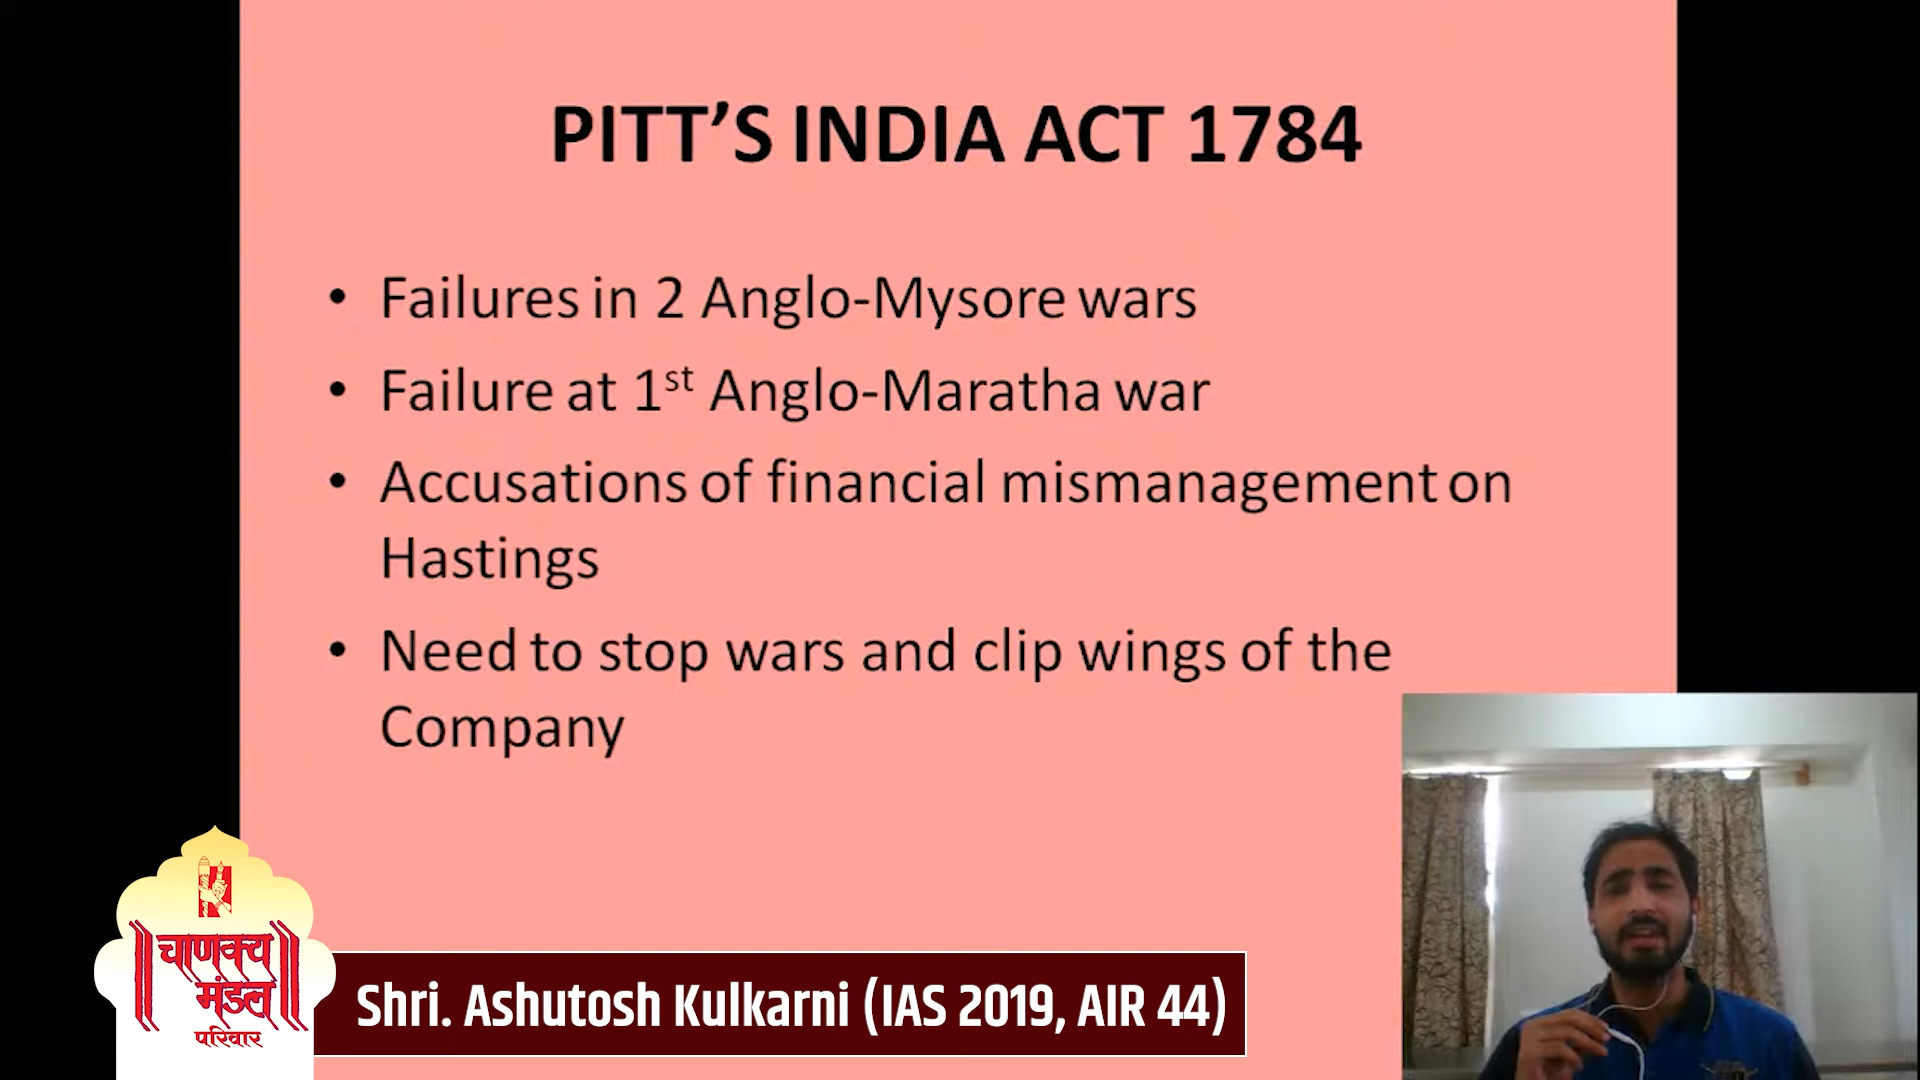 PITT’S INDIA ACT 1784
• Failures in 2 Anglo-Mysore wars
• Failure at 1st Anglo-Maratha war
• Accusations of financial mismanagement on
Hastings
• Need to stop wars and clip wings of the
Company
॥ चाणक्य
मंडल ॥
परिवार
Shri. Ashutosh Kulkarni (IAS 2019, AIR 44)